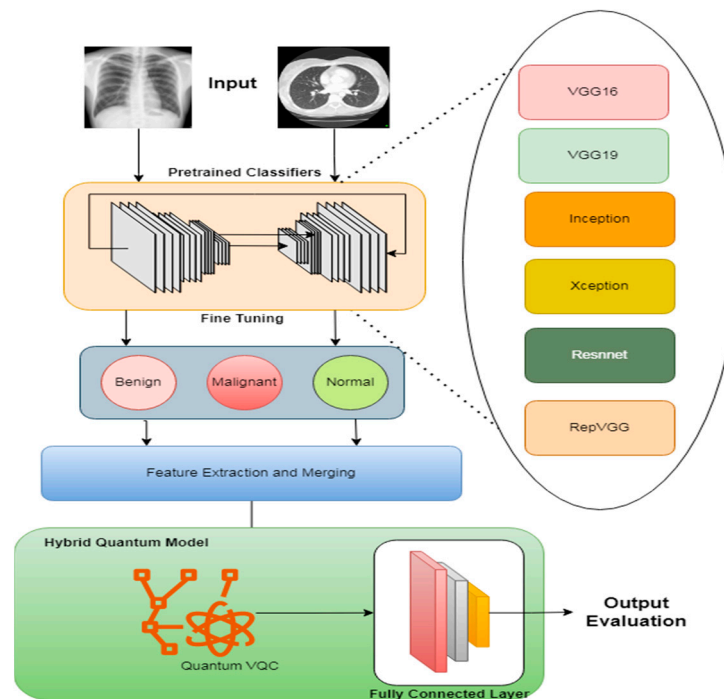 Input
Pretrained Classifiers
Fine Tuning
VGG16
VGG19
Inception
Xception
Resnnet
RepVGG
Benign
Malignant
Normal
Feature Extraction and Merging
Hybrid Quantum Model
Quantum VQC
Fully Connected Layer
Output
Evaluation